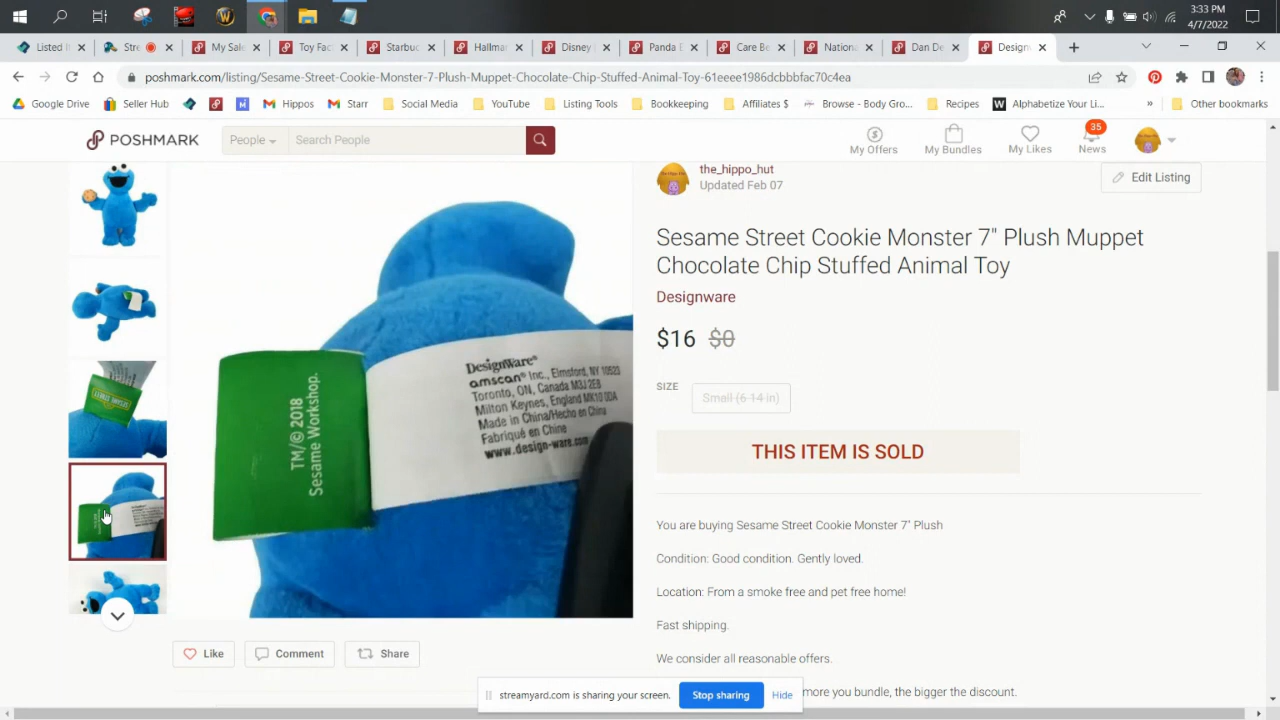 3:33 PM
4/7/2022
Listed
Stre
My Sale
Toy Fac
Starbuc
Hallma
Disney
Panda E
Care Be
Nationa
Dan De
Design
poshmark.com/listing/Sesame-Street-Cookie-Monster-7-Plush-Muppet-Chocolate-Chip-Stuffed-Animal-Toy-61eeee1986dcbbbfac70c4ea
Google Drive
Seller Hub
Hippos
Starr
Social Media
YouTube
Listing Tools
Bookkeeping
Affiliates $
Browse - Body Gro...
Recipes
Alphabetize Your Li...
»
Other bookmarks
POSHMARK
People
Search People
My Offers
My Bundles
My Likes
35
News
the_hippo_hut
Updated Feb 07
Edit Listing
Sesame Street Cookie Monster 7" Plush Muppet
Chocolate Chip Stuffed Animal Toy
Designware
$16 $0
SIZE
Small (6-14 in)
THIS ITEM IS SOLD
You are buying Sesame Street Cookie Monster 7" Plush
Condition: Good condition. Gently loved.
Location: From a smoke free and pet free home!
Fast shipping.
We consider all reasonable offers.
more you bundle, the bigger the discount.
TM/© 2018
Sesame Workshop.
DesignWare®
amscan® Inc., Elmsford, NY 10523
Toronto, ON, Canada M3J 2E8
Milton Keynes, England MK10 0DA
Made in China/Hecho en China
Fabriqué en Chine
www.design-ware.com
Like
Comment
Share
streamyard.com is sharing your screen.
Stop sharing
Hide